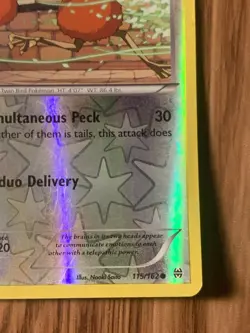 Twin Bird Pokémon. HT: 4'07" WT: 86.4 lbs.
multaneous Peck 30
ther of them is tails, this attack does
duo Delivery
20
The brains in its two heads appear
to communicate emotions to each
other with a telepathic power.
Illus. Naoki Saito 115/162